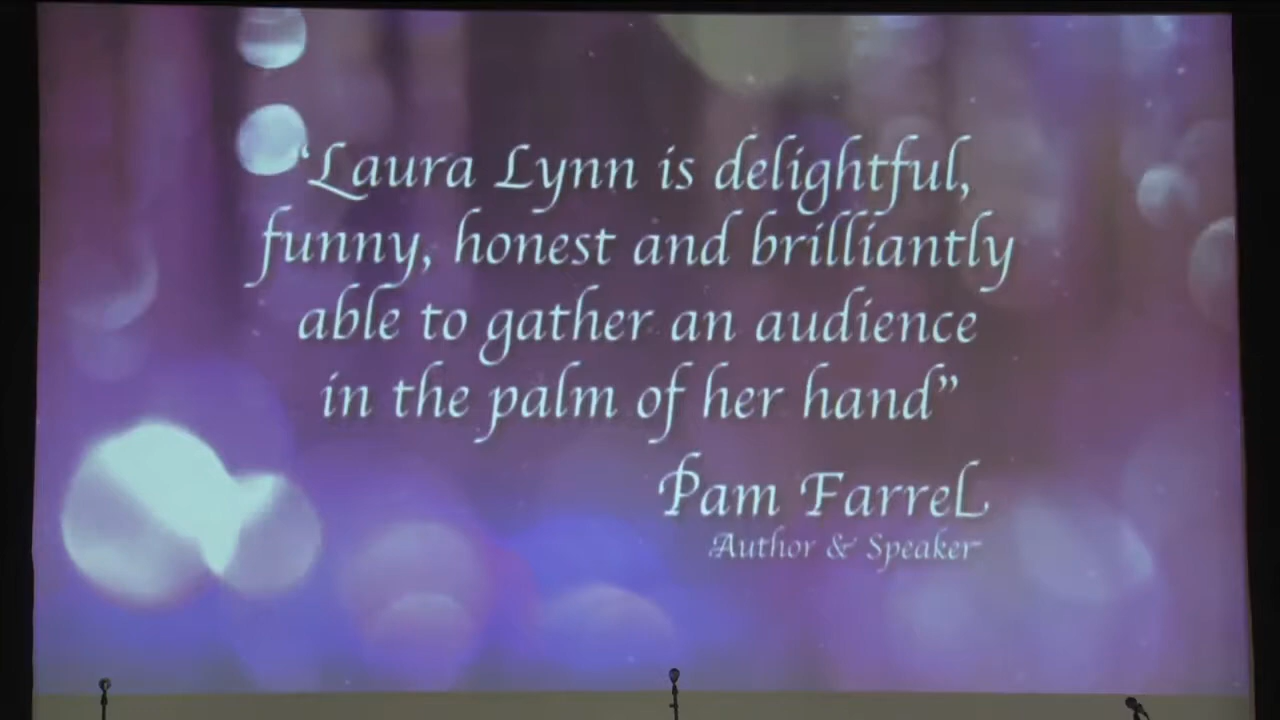 “Laura Lynn is delightful,
funny, honest and brilliantly
able to gather an audience
in the palm of her hand”
Pam Farrel
Author & Speaker